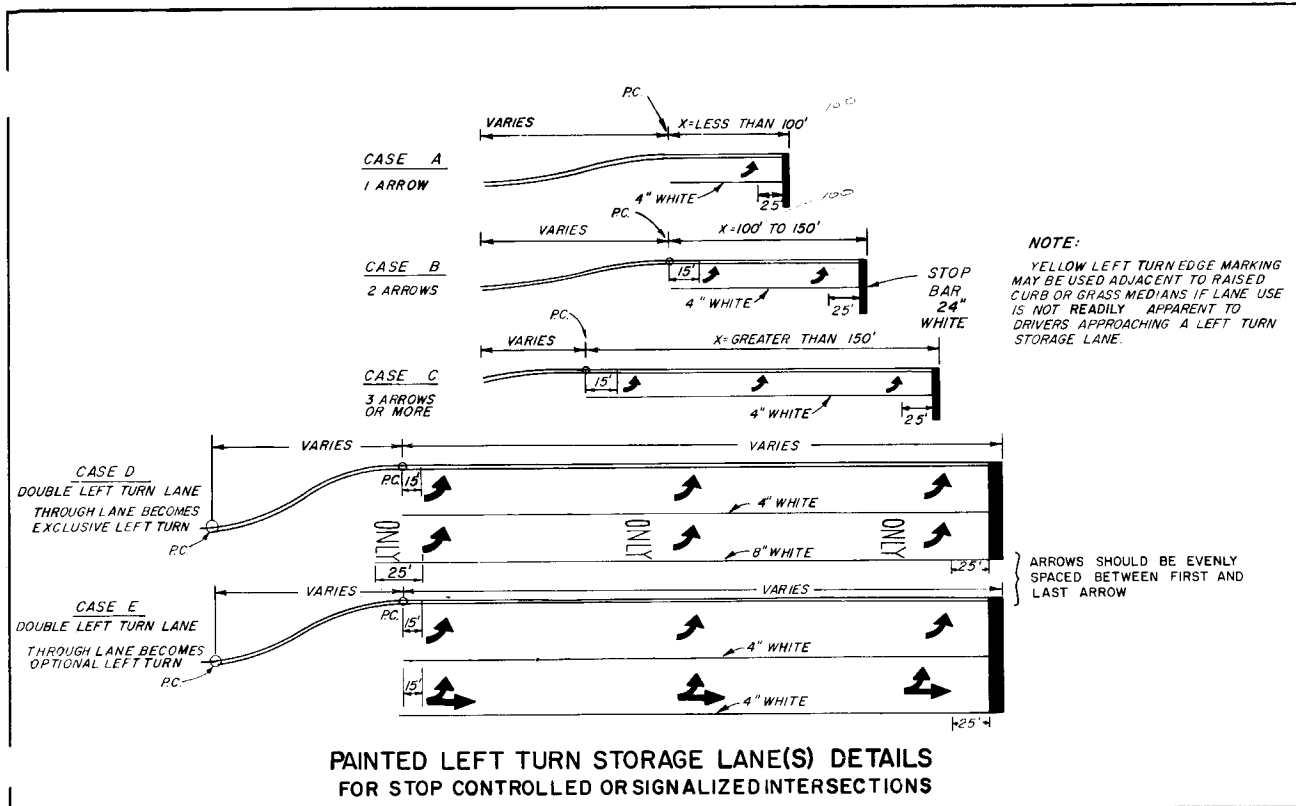 P.C.
100
VARIES
X=LESS THAN 100'
CASE A
1 ARROW
4" WHITE
25'
100
P.C.
VARIES
X=100' TO 150'
CASE B
2 ARROWS
15'
4" WHITE
25'
STOP
BAR
24"
WHITE
NOTE:
YELLOW LEFT TURN EDGE MARKING
MAY BE USED ADJACENT TO RAISED
CURB OR GRASS MEDIANS IF LANE USE
IS NOT READILY APPARENT TO
DRIVERS APPROACHING A LEFT TURN
STORAGE LANE.
P.C.
VARIES
X=GREATER THAN 150'
CASE C
3 ARROWS
OR MORE
15'
4" WHITE
25'
VARIES
VARIES
CASE D
DOUBLE LEFT TURN LANE
THROUGH LANE BECOMES
EXCLUSIVE LEFT TURN
P.C.
P.C.
15'
4" WHITE
ONLY
ONLY
ONLY
8" WHITE
25'
25'
ARROWS SHOULD BE EVENLY
SPACED BETWEEN FIRST AND
LAST ARROW
VARIES
VARIES
CASE E
DOUBLE LEFT TURN LANE
THROUGH LANE BECOMES
OPTIONAL LEFT TURN
P.C.
P.C.
15'
4" WHITE
15'
4" WHITE
25'
PAINTED LEFT TURN STORAGE LANE(S) DETAILS
FOR STOP CONTROLLED OR SIGNALIZED INTERSECTIONS